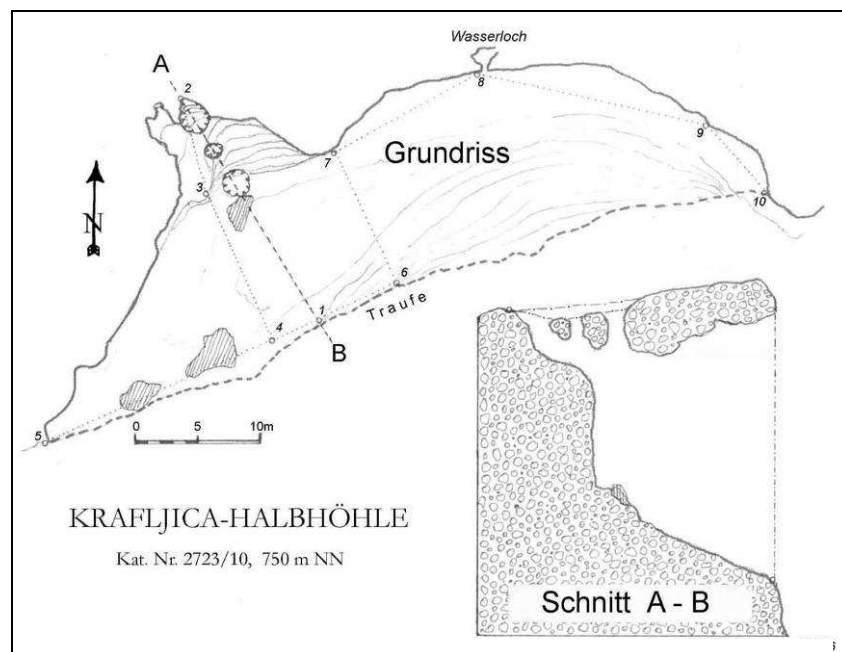 Wasserloch
A
2
8
9
Grundriss
7
3
10
N
6
Traufe
1
4
B
5
0 5 10m
KRAFLJICA-HALBHÖHLE
Kat. Nr. 2723/10, 750 m NN
Schnitt A - B